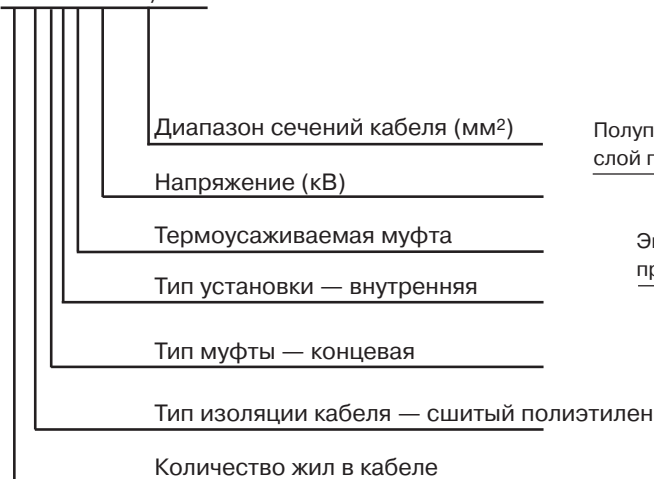 Диапазон сечений кабеля (мм²)
Напряжение (кВ)
Термоусаживаемая муфта
Тип установки — внутренняя
Тип муфты — концевая
Тип изоляции кабеля — сшитый полиэтилен
Количество жил в кабеле
Полуп
слой